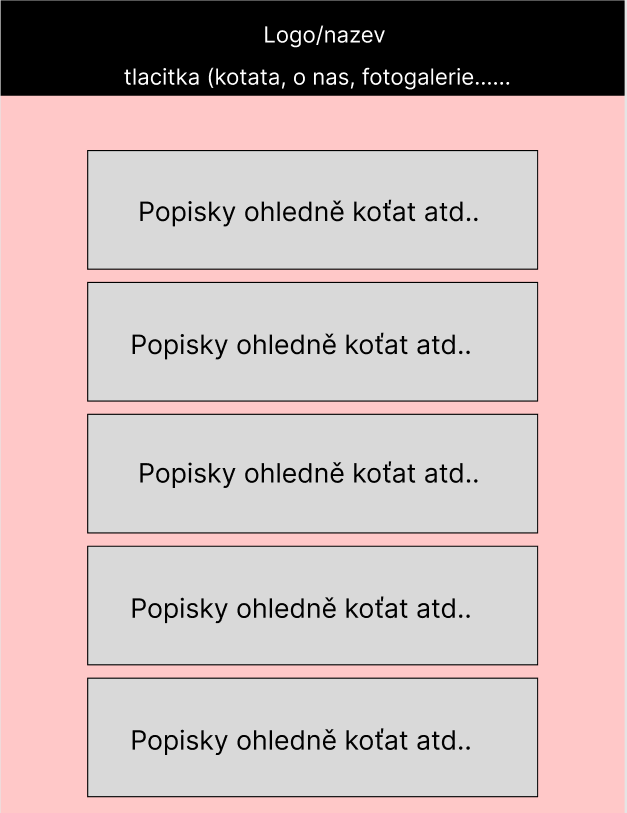 Logo/nazev
tlacitka (kotata, o nas, fotogalerie......
Popisky ohledně koťat atd..
Popisky ohledně koťat atd..
Popisky ohledně koťat atd..
Popisky ohledně koťat atd..
Popisky ohledně koťat atd..